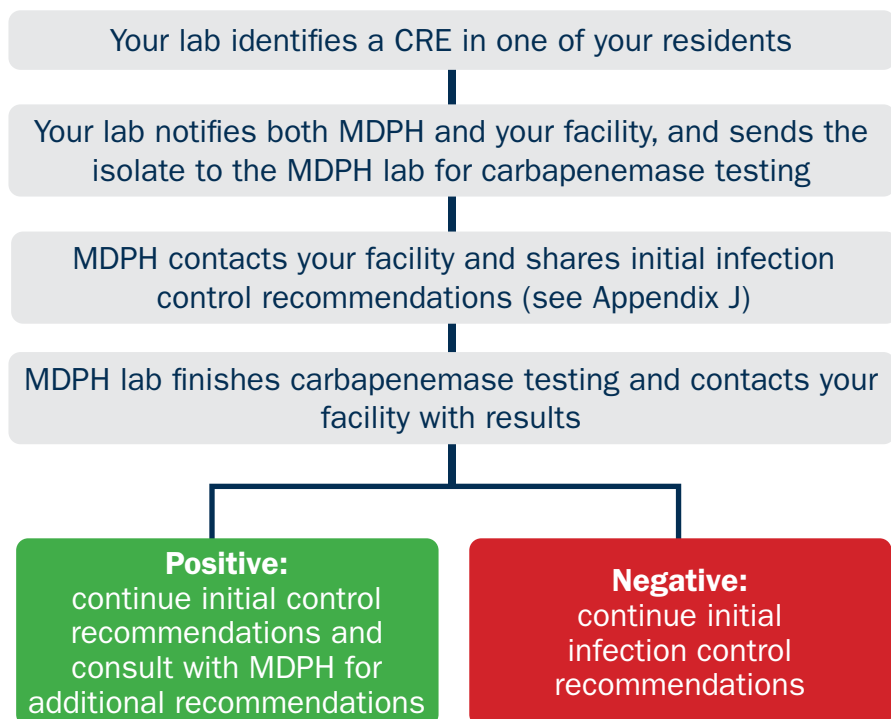 Your lab identifies a CRE in one of your residents
Your lab notifies both MDPH and your facility, and sends the
isolate to the MDPH lab for carbapenemase testing
MDPH contacts your facility and shares initial infection
control recommendations (see Appendix J)
MDPH lab finishes carbapenemase testing and contacts your
facility with results
Positive:
continue initial control
recommendations and
consult with MDPH for
additional recommendations
Negative:
continue initial
infection control
recommendations